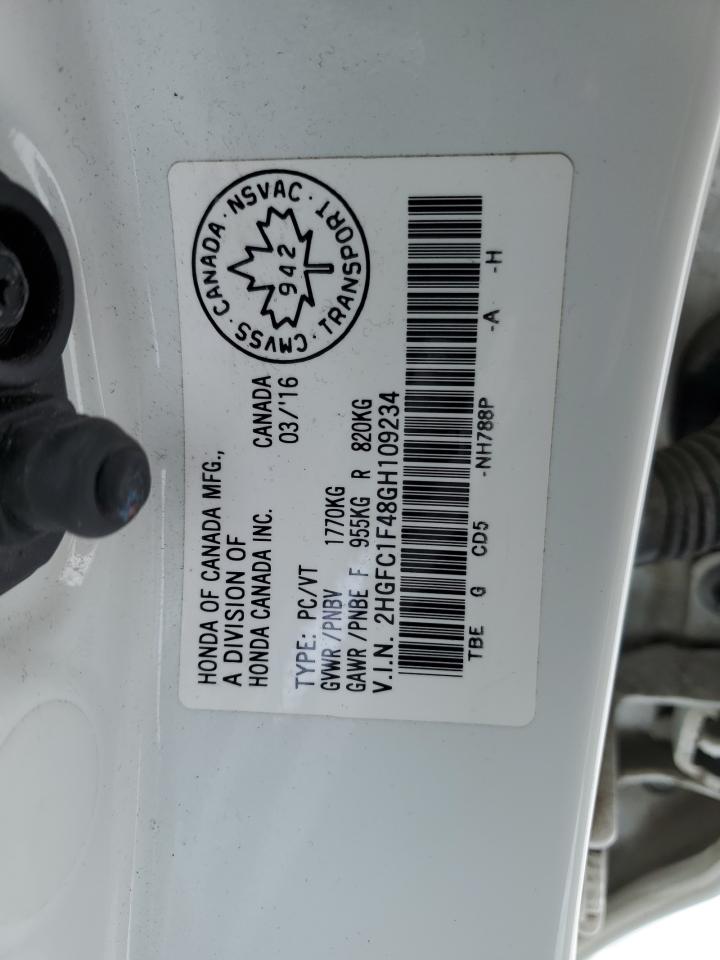 HONDA OF CANADA MFG.,
A DIVISION OF
HONDA CANADA INC. CANADA
03/'16
TYPE: PC/VT
GVWR/PNBV 1770KG
GAWR/PNBE F 955KG R 820KG
V.I.N. 2HGFC1F48GH109234
TBE G CD5 -NH788P -A -H
CMVSS · CANADA · NSVAC · TRANSPORT
942